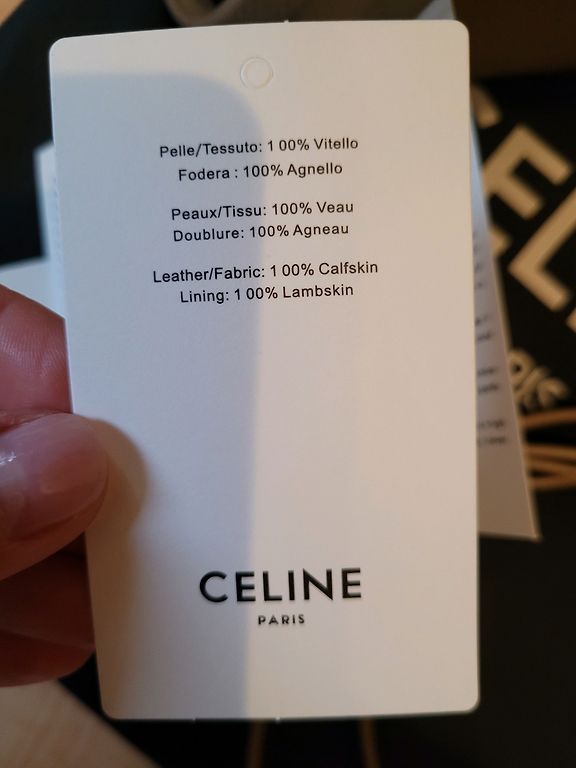 Pelle/Tessuto: 1 00% Vitello
Fodera : 100% Agnello
Peaux/Tissu: 100% Veau
Doublure: 100% Agneau
Leather/Fabric: 1 00% Calfskin
Lining: 1 00% Lambskin
CELINE
PARIS